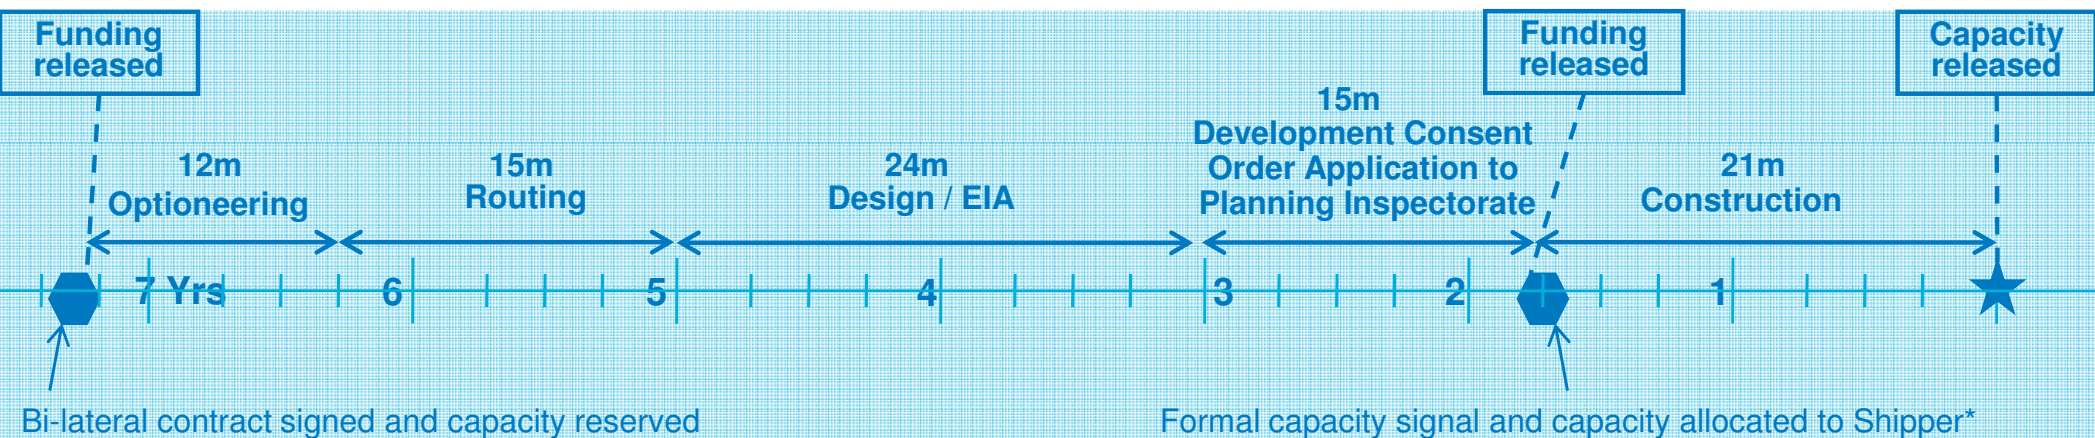 Funding
released
Funding
released
Capacity
released
12m
Optioneering
15m
Routing
24m
Design / EIA
15m
Development Consent
Order Application to
Planning Inspectorate
21m
Construction
7 Yrs
6
5
4
3
2
1
Bi-lateral contract signed and capacity reserved
Formal capacity signal and capacity allocated to Shipper*